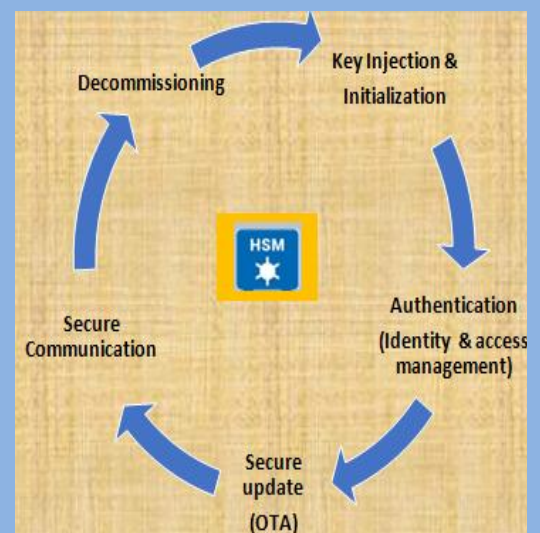 Key Injection &
Initialization
Decommissioning
HSM
Authentication
(Identity & access
management)
Secure
Communication
Secure
update
(OTA)